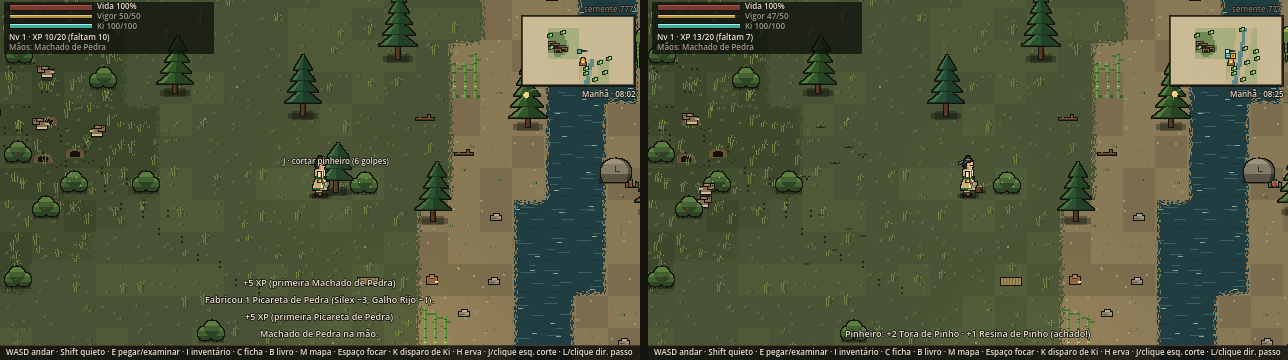 Vida 100%
Vigor 50/50
Ki 100/100
Nv 1 · XP 10/20 (faltam 10)
Mãos: Machado de Pedra
semente 777
Manhã · 08:02
J · cortar pinheiro (6 golpes)
+5 XP (primeira Machado de Pedra)
Fabricou 1 Picareta de Pedra (Sílex −3, Galho Rijo −1).
+5 XP (primeira Picareta de Pedra)
Machado de Pedra na mão.
WASD andar · Shift quieto · E pegar/examinar · I inventário · C ficha · B livro · M mapa · Espaço focar · K disparo de Ki · H erva · J/clique esq. corte · L/clique dir. passo
Vida 100%
Vigor 47/50
Ki 100/100
Nv 1 · XP 13/20 (faltam 7)
Mãos: Machado de Pedra
semente 777
Manhã · 08:25
Pinheiro: +2 Tora de Pinho · +1 Resina de Pinho (achado!)
WASD andar · Shift quieto · E pegar/examinar · I inventário · C ficha · B livro · M mapa · Espaço focar · K disparo de Ki · H erva · J/clique esq. corte · L/clique dir. passo